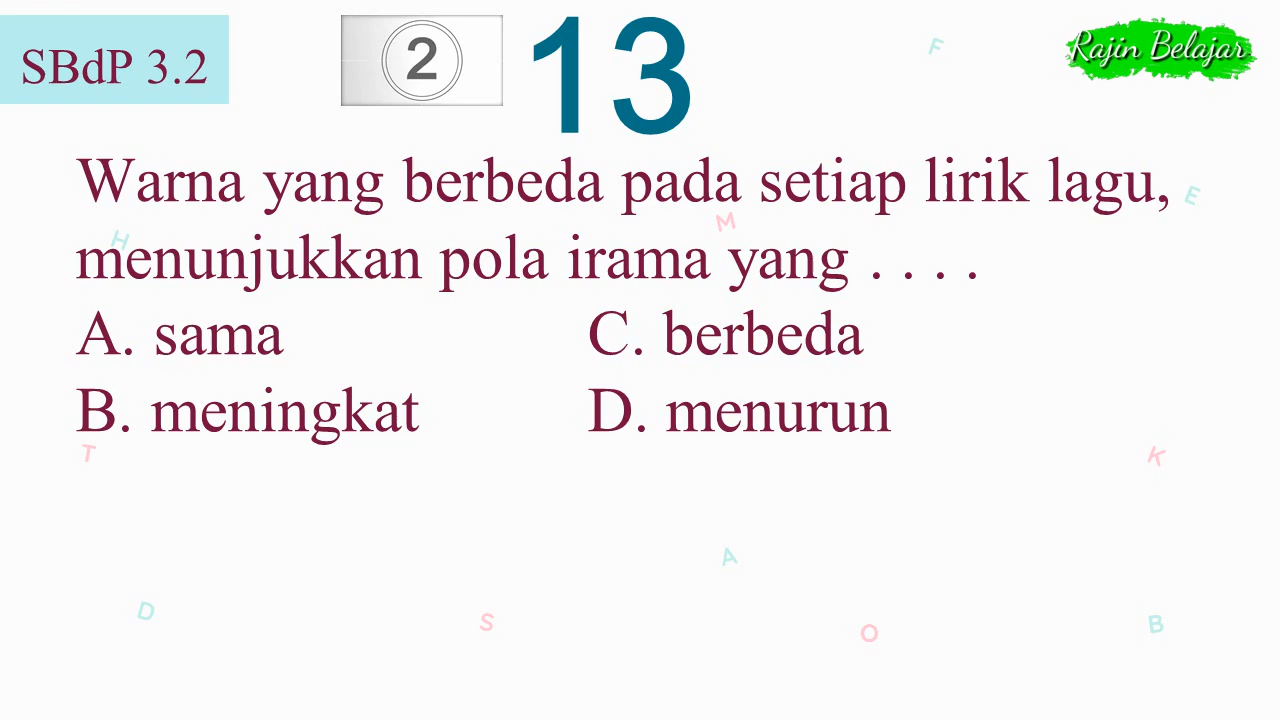 SBdP 3.2
2
13
Rajin Belajar
Warna yang berbeda pada setiap lirik lagu,
menunjukkan pola irama yang . . . .
A. sama
C. berbeda
B. meningkat
D. menurun
F
E
M
H
T
K
A
D
S
O
B